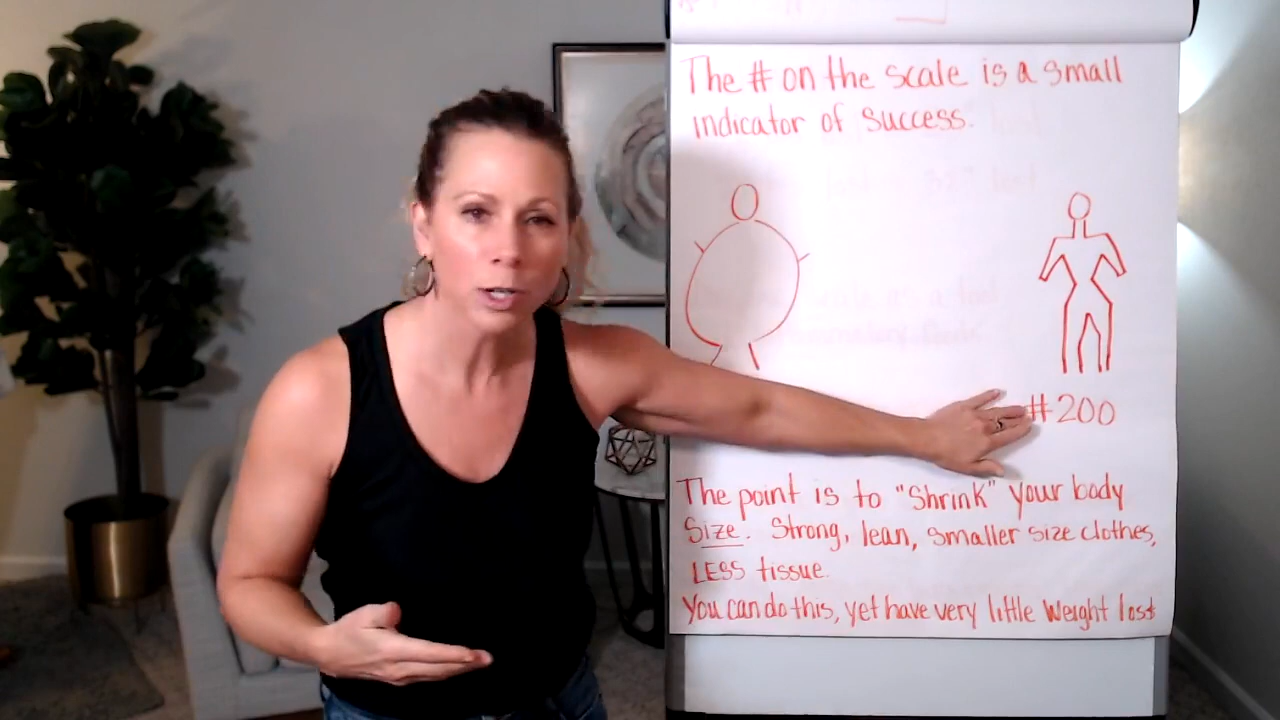 The # on the scale is a small
indicator of success.
#200
The point is to "Shrink" your body
Size. Strong, lean, smaller size clothes,
LESS tissue.
You can do this, yet have very little weight lost